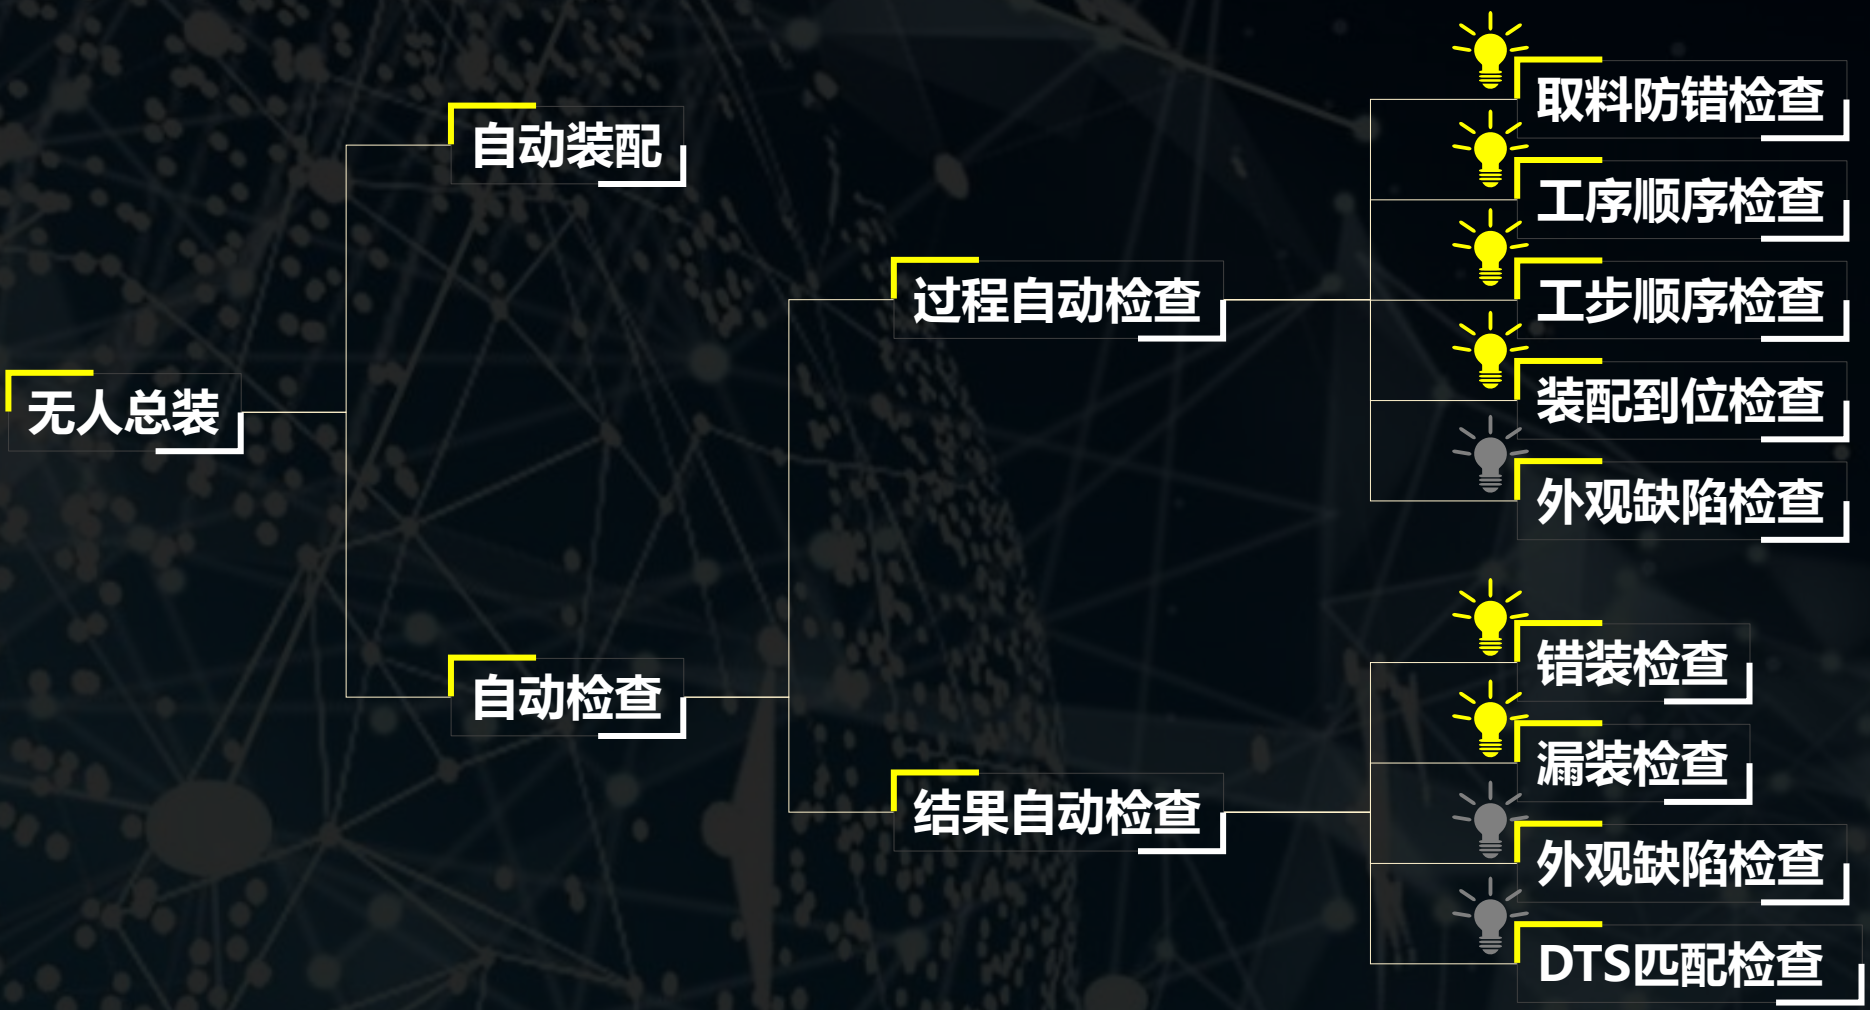 无人总装
自动装配
自动检查
过程自动检查
结果自动检查
取料防错检查
工序顺序检查
工步顺序检查
装配到位检查
外观缺陷检查
错装检查
漏装检查
外观缺陷检查
DTS匹配检查